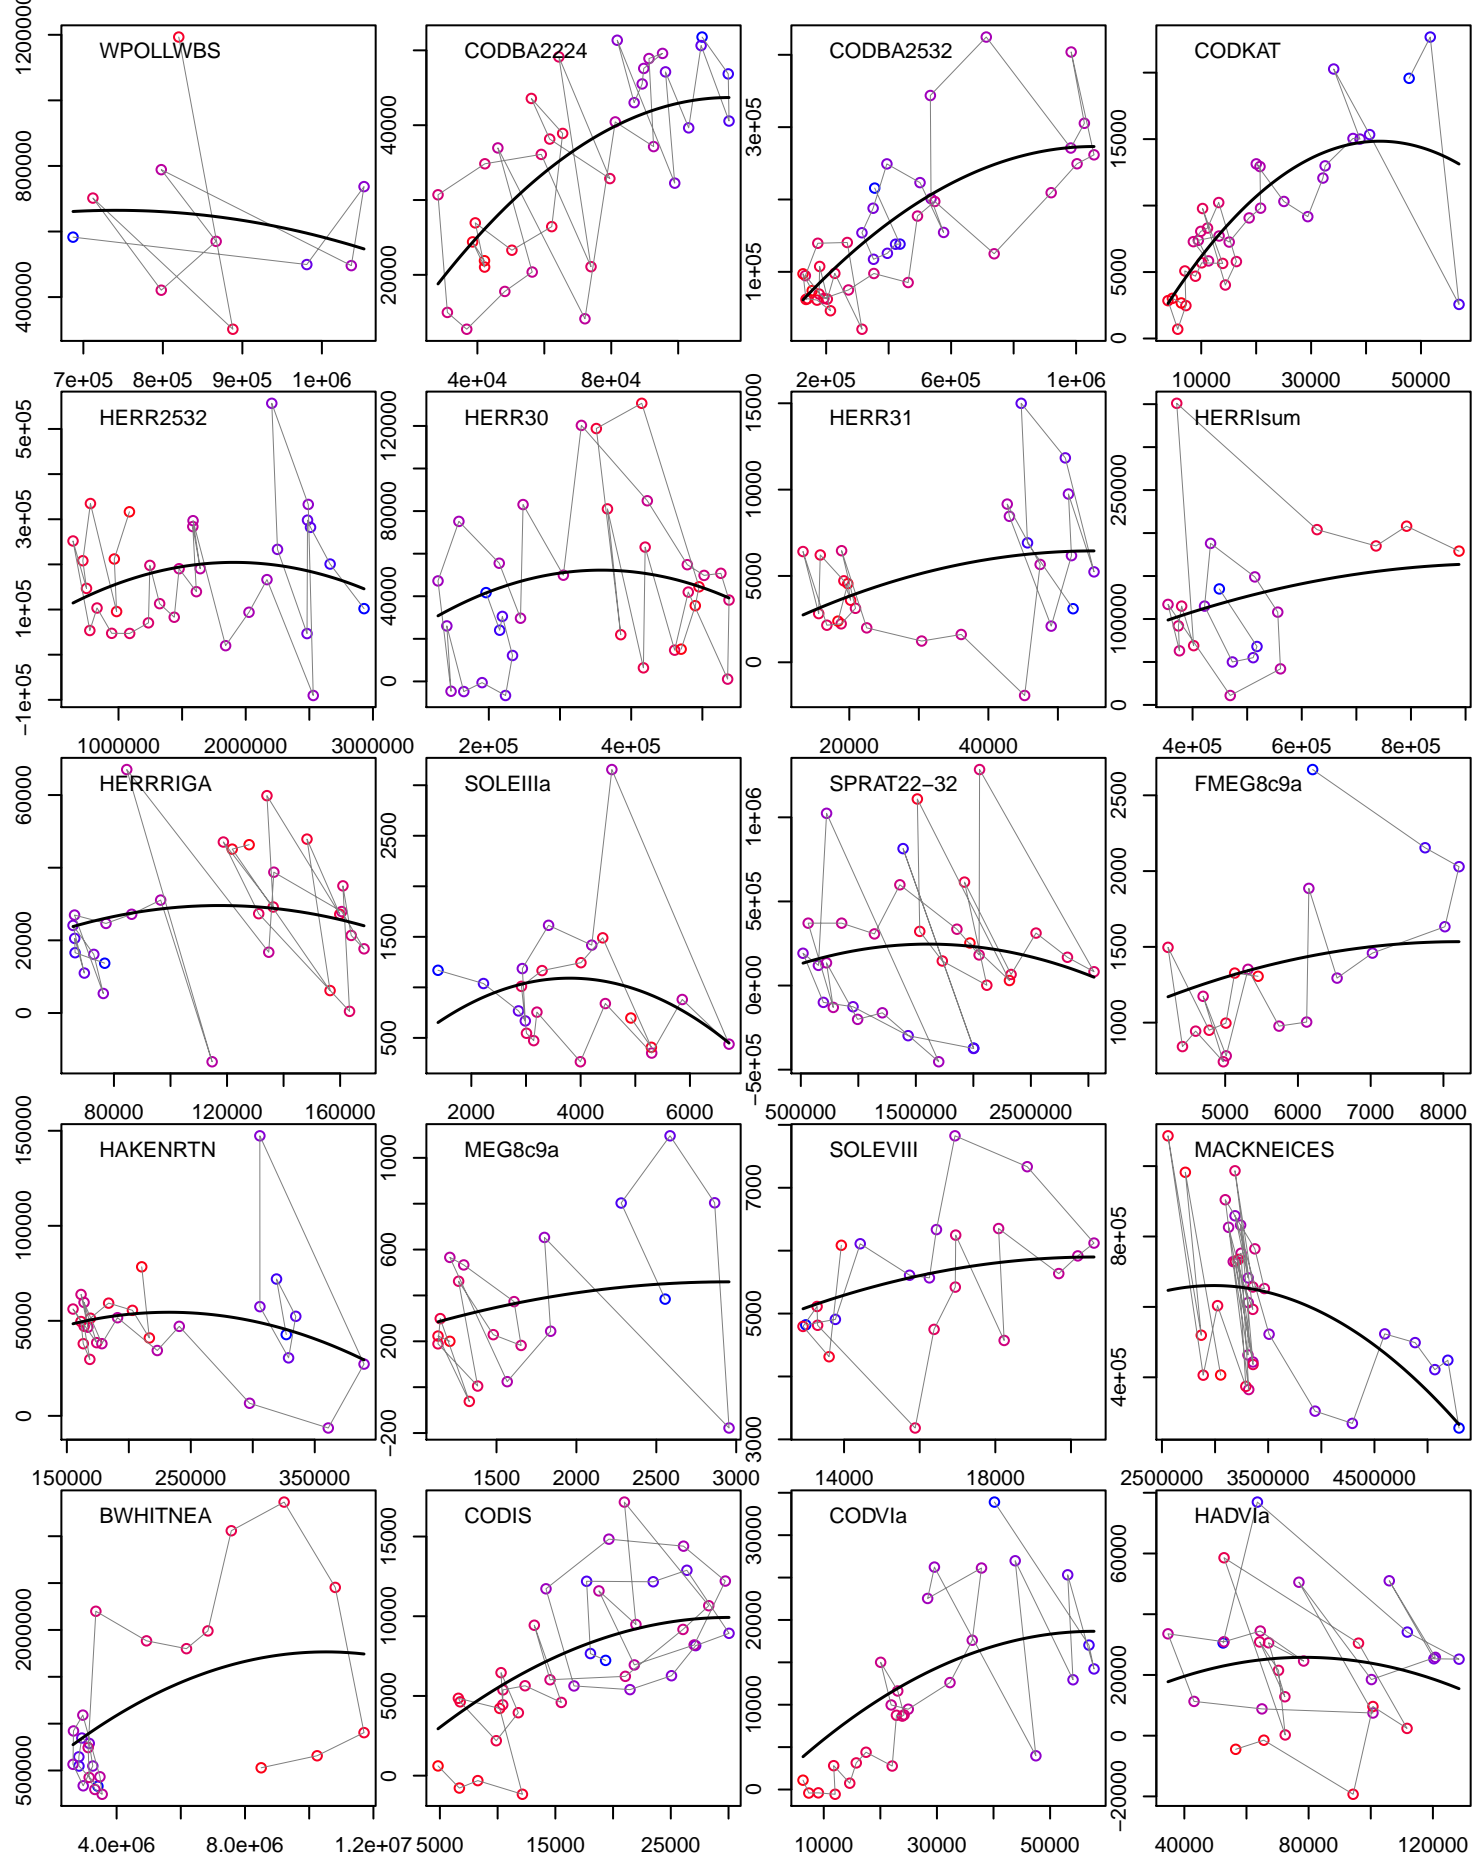 WPOLLWBS CODBA2224 CODBA2532 CODKAT
400000 800000 1200000
20000 40000
1e+05 3e+05
0 5000 15000
7e+05 8e+05 9e+05 1e+06
4e+04 8e+04
2e+05 6e+05 1e+06
10000 30000 50000
HERR2532 HERR30 HERR31 HERRIsum
−1e+05 1e+05 3e+05 5e+05
0 40000 80000 120000
0 5000 10000 15000
0 100000 250000
1000000 2000000 3000000
2e+05 4e+05
20000 40000
4e+05 6e+05 8e+05
HERRRIGA SOLEIIIa SPRAT22−32 FMEG8c9a
0 20000 60000
500 1500 2500
−5e+05 0e+00 5e+05 1e+06
1000 1500 2000 2500
80000 120000 160000
2000 4000 6000
500000 1500000 2500000
5000 6000 7000 8000
HAKENRTN MEG8c9a SOLEVIII MACKNEICES
0 50000 100000 150000
−200 200 600 1000
3000 5000 7000
4e+05 8e+05
150000 250000 350000
1500 2000 2500 3000
14000 18000
2500000 3500000 4500000
BWHITNEA CODIS CODVIa HADVIa
500000 2000000
0 5000 10000 15000
0 10000 20000 30000
−20000 0 20000 60000
4.0e+06 8.0e+06 1.2e+07
5000 15000 25000
10000 30000 50000
40000 80000 120000